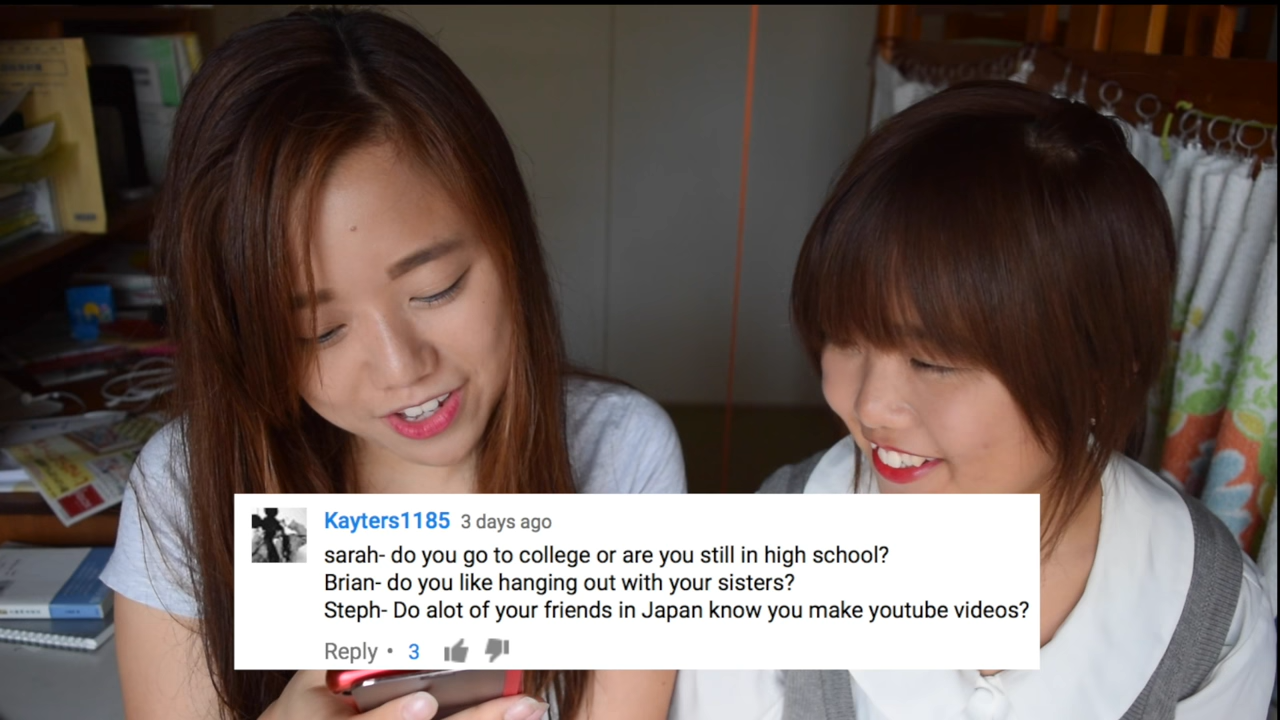 Kayters1185 3 days ago
sarah- do you go to college or are you still in high school?
Brian- do you like hanging out with your sisters?
Steph- Do alot of your friends in Japan know you make youtube videos?
Reply • 3